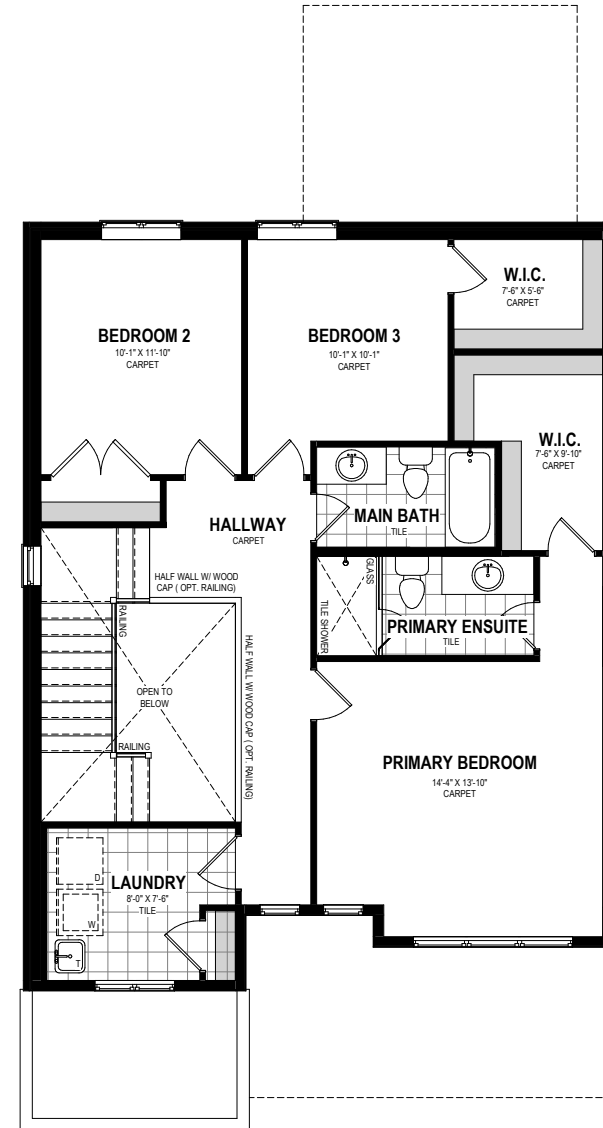 W.I.C.
7'-6" X 5'-6"
CARPET
BEDROOM 2
10'-1" X 11'-10"
CARPET
BEDROOM 3
10'-1" X 10'-1"
CARPET
W.I.C.
7'-6" X 9'-10"
CARPET
HALLWAY
CARPET
MAIN BATH
TILE
HALF WALL W/ WOOD
CAP ( OPT. RAILING)
GLASS
TILE SHOWER
PRIMARY ENSUITE
TILE
RAILING
HALF WALL W/ WOOD CAP ( OPT. RAILING)
OPEN TO
BELOW
RAILING
PRIMARY BEDROOM
14'-4" X 13'-10"
CARPET
D
LAUNDRY
8'-0" X 7'-6"
TILE
W
T